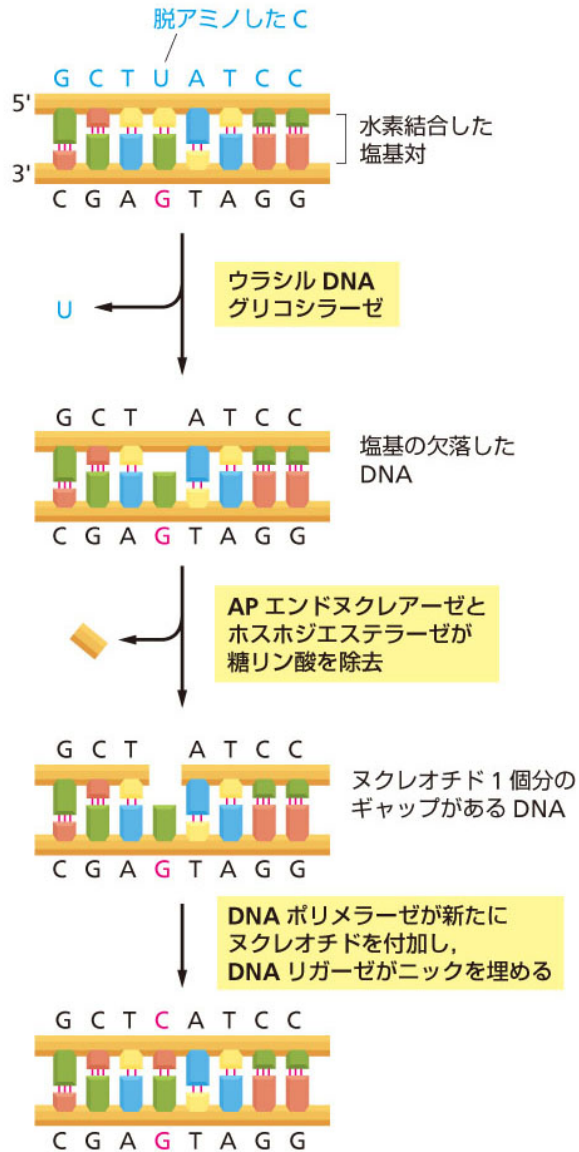 脱アミノした C
G C T U A T C C
5'
水素結合した
塩基対
3'
C G A G T A G G
ウラシル DNA
グリコシラーゼ
U
G C T A T C C
塩基の欠落した
DNA
C G A G T A G G
AP エンドヌクレアーゼと
ホスホジエステラーゼが
糖リン酸を除去
G C T A T C C
ヌクレオチド 1 個分の
ギャップがある DNA
C G A G T A G G
DNA ポリメラーゼが新たに
ヌクレオチドを付加し,
DNA リガーゼがニックを埋める
G C T C A T C C
C G A G T A G G